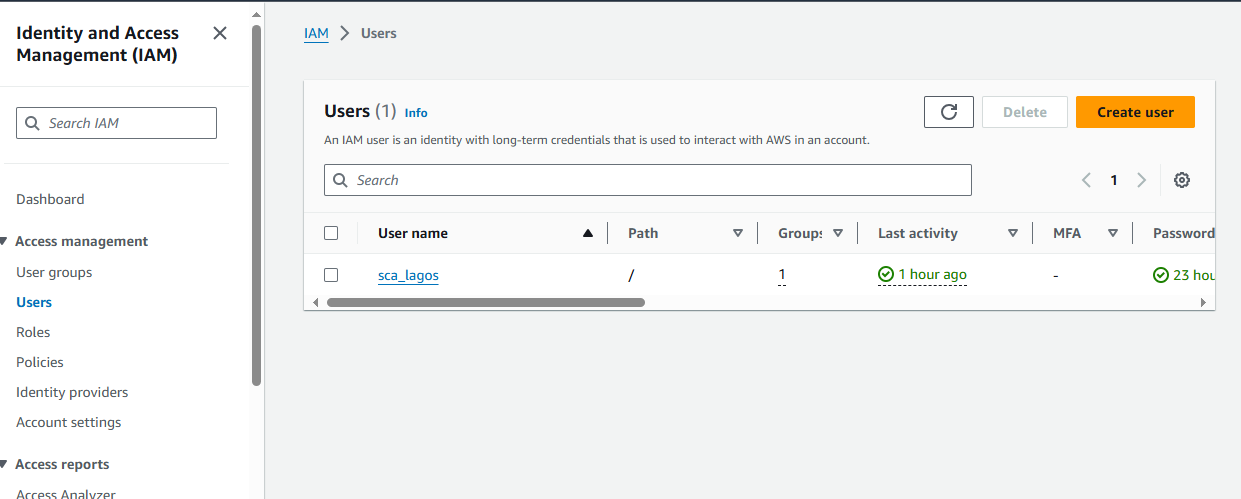 Identity and Access
Management (IAM)
Search IAM
Dashboard
Access management
User groups
Users
Roles
Policies
Identity providers
Account settings
Access reports
Access Analyzer
IAM > Users
Users (1) Info
Delete
Create user
An IAM user is an identity with long-term credentials that is used to interact with AWS in an account.
Search
1
User name Path Groups Last activity MFA Password
sca_lagos / 1 1 hour ago - 23 hou